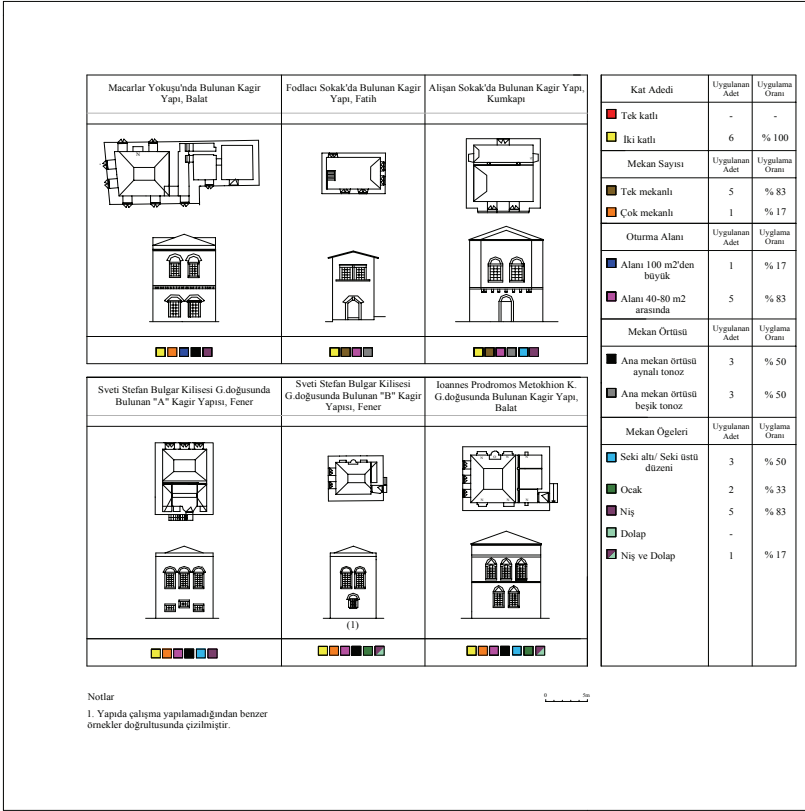 Macarlar Yokuşu'nda Bulunan Kagir
Yapı, Balat
Fodlacı Sokak'da Bulunan Kagir
Yapı, Fatih
Alişan Sokak'da Bulunan Kagir Yapı,
Kumkapı
N
Sveti Stefan Bulgar Kilisesi G.doğusunda
Bulunan "A" Kagir Yapısı, Fener
Sveti Stefan Bulgar Kilisesi
G.doğusunda Bulunan "B" Kagir
Yapısı, Fener
Ioannes Prodromos Metokhion K.
G.doğusunda Bulunan Kagir Yapı,
Balat
(1)
Kat Adedi
Uygulanan
Adet
Uygulama
Oranı
Tek katlı - -
İki katlı 6 % 100
Mekan Sayısı
Uygulanan
Adet
Uygulama
Oranı
Tek mekanlı 5 % 83
Çok mekanlı 1 % 17
Oturma Alanı
Uygulanan
Adet
Uyglama
Oranı
Alanı 100 m2'den
büyük
1 % 17
Alanı 40-80 m2
arasında
5 % 83
Mekan Örtüsü
Uygulanan
Adet
Uyglama
Oranı
Ana mekan örtüsü
aynalı tonoz
3 % 50
Ana mekan örtüsü
beşik tonoz
3 % 50
Mekan Ögeleri
Uygulanan
Adet
Uyglama
Oranı
Seki altı/ Seki üstü
düzeni
3 % 50
Ocak 2 % 33
Niş 5 % 83
Dolap -
Niş ve Dolap 1 % 17
Notlar
1. Yapıda çalışma yapılamadığından benzer
örnekler doğrultusunda çizilmiştir.
0 5m